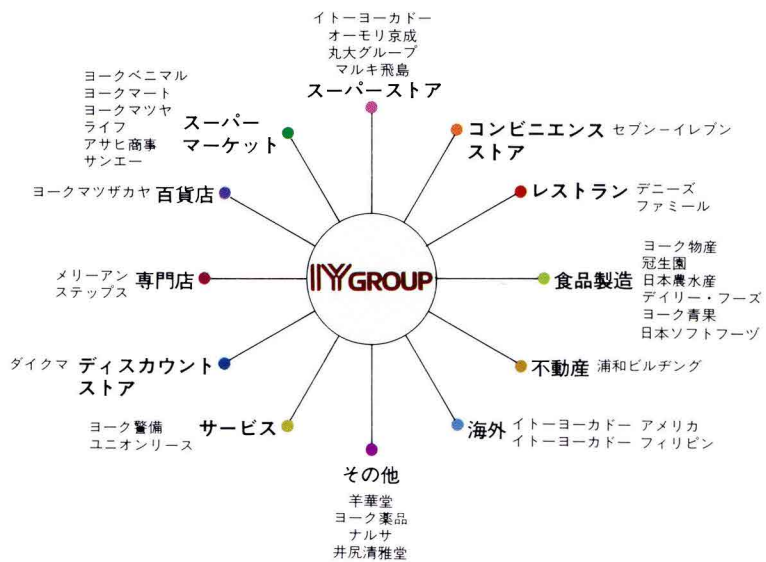 イトーヨーカドー
オーモリ京成
丸大グループ
マルキ飛島
スーパーストア
コンビニエンス
ストア
セブン－イレブン
レストラン
デニーズ
ファミール
食品製造
ヨーク物産
冠生園
日本農水産
デイリー・フーズ
ヨーク青果
日本ソフトフーヅ
不動産
浦和ビルヂング
海外
イトーヨーカドー アメリカ
イトーヨーカドー フィリピン
その他
羊華堂
ヨーク薬品
ナルサ
井尻清雅堂
サービス
ヨーク警備
ユニオンリース
ディスカウント
ストア
ダイクマ
専門店
メリーアン
ステップス
百貨店
ヨークマツザカヤ
スーパー
マーケット
ヨークベニマル
ヨークマート
ヨークマツヤ
ライフ
アサヒ商事
サンエー
IYGROUP